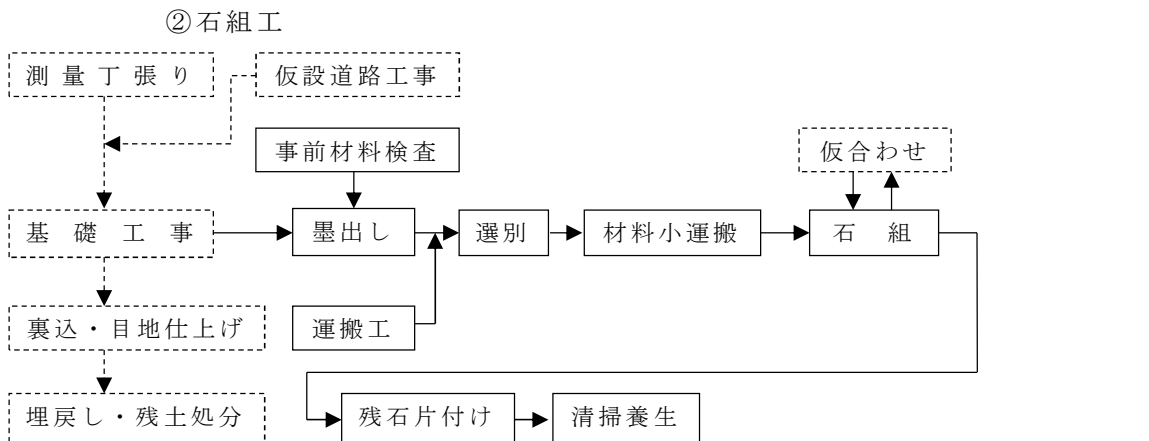 ②石組工
測量丁張り
仮設道路工事
事前材料検査
仮合わせ
基礎工事
墨出し
選別
材料小運搬
石組
裏込・目地仕上げ
運搬工
埋戻し・残土処分
残石片付け
清掃養生